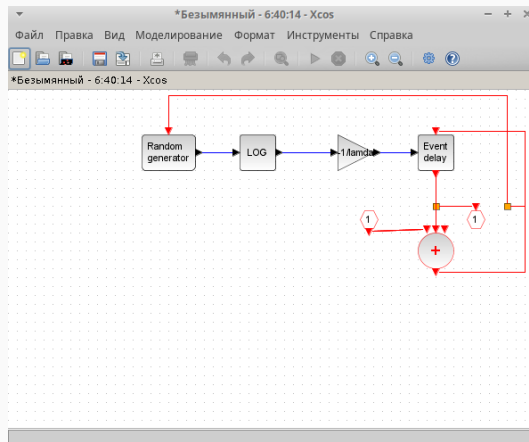 *Безымянный - 6:40:14 - Xcos
Файл Правка Вид Моделирование Формат Инструменты Справка
*Безымянный - 6:40:14 - Xcos
Random
generator
LOG
-1/lamda
Event
delay
1
1
+